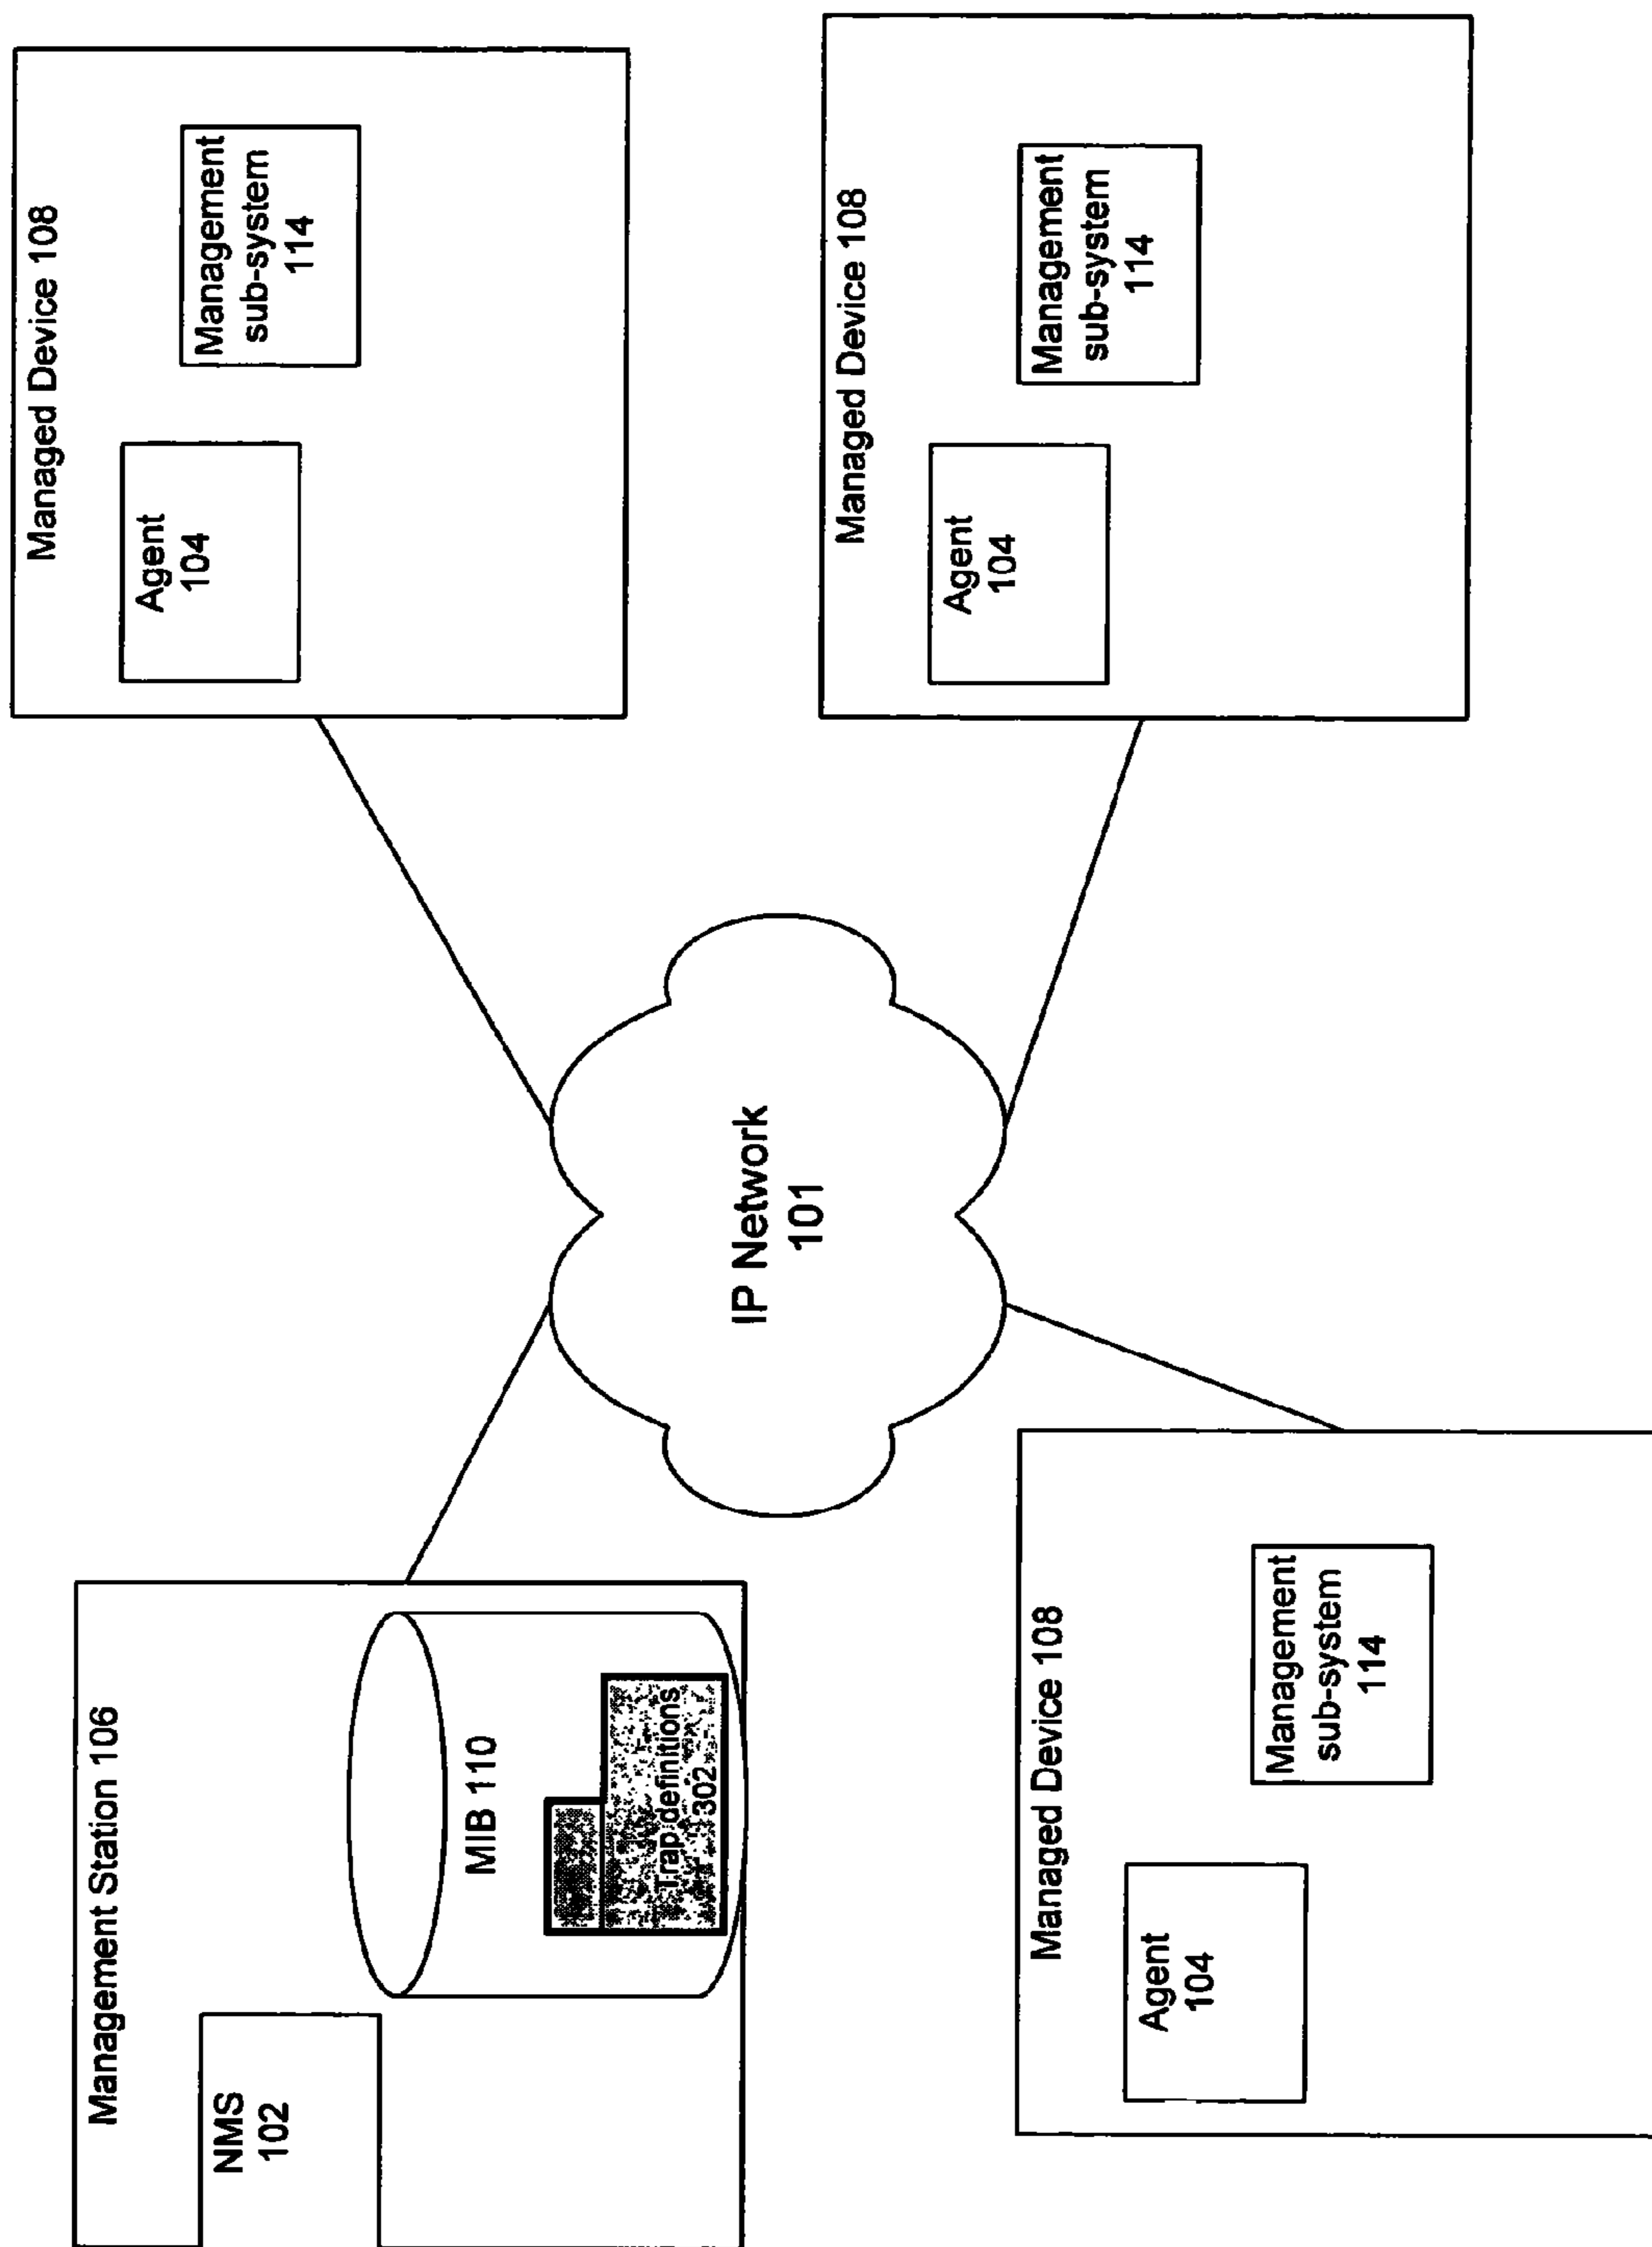 Management Station 106
NMS
102
MIB 110
Trap definitions
302
Managed Device 108
Agent
104
Management
sub-system
114
IP Network
101
Managed Device 108
Agent
104
Management
sub-system
114
Managed Device 108
Agent
104
Management
sub-system
114